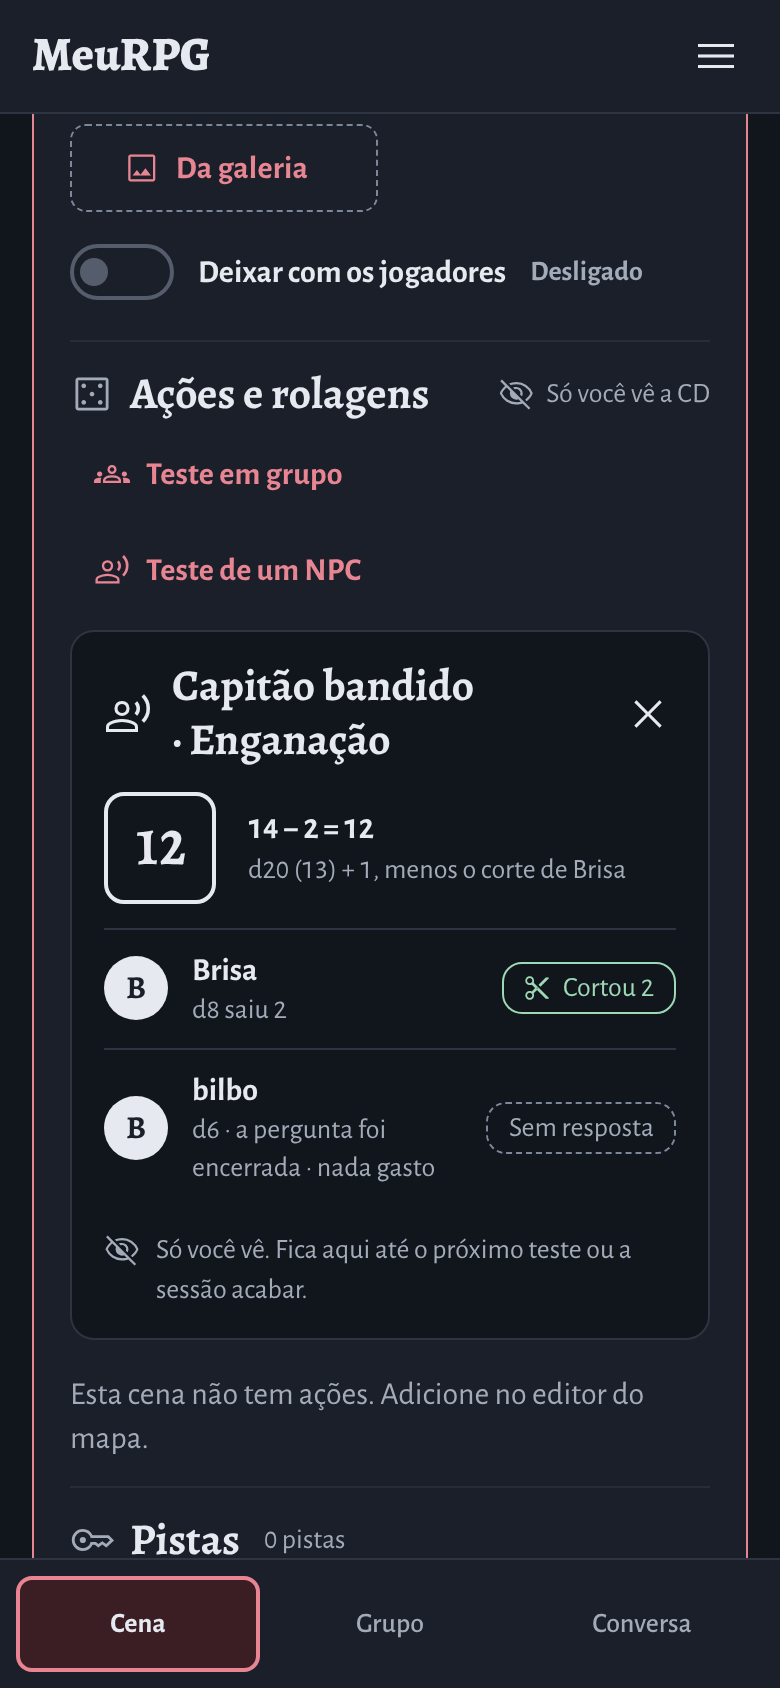 MeuRPG
Da galeria
Deixar com os jogadores Desligado
Ações e rolagens Só você vê a CD
Teste em grupo
Teste de um NPC
Capitão bandido
· Enganação
12
14 – 2 = 12
d20 (13) + 1, menos o corte de Brisa
B
Brisa
d8 saiu 2
Cortou 2
B
bilbo
d6 · a pergunta foi
encerrada · nada gasto
Sem resposta
Só você vê. Fica aqui até o próximo teste ou a
sessão acabar.
Esta cena não tem ações. Adicione no editor do
mapa.
Pistas 0 pistas
Cena Grupo Conversa